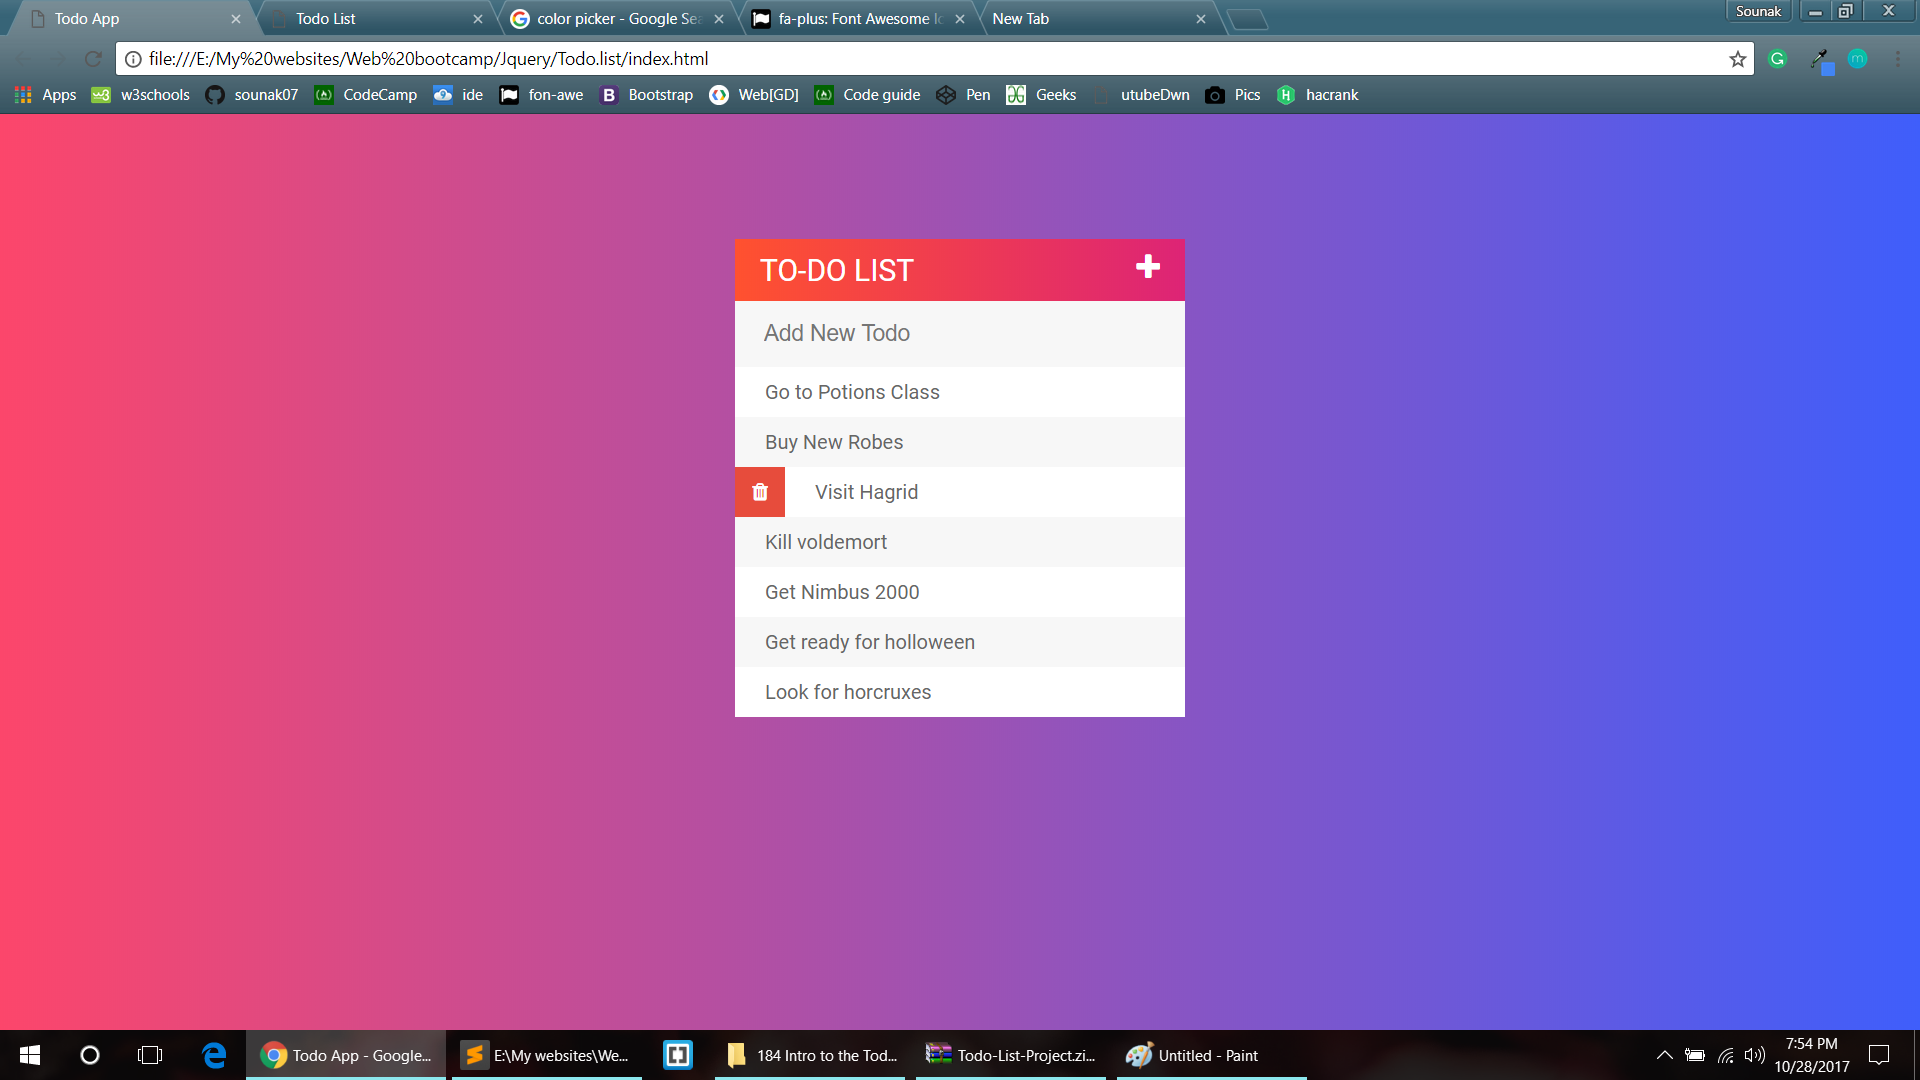 Todo App
Todo List
color picker - Google Sea
fa-plus: Font Awesome Ic
New Tab
Sounak
file:///E:/My%20websites/Web%20bootcamp/Jquery/Todo.list/index.html
Apps w3schools sounak07 CodeCamp ide fon-awe Bootstrap Web[GD] Code guide Pen Geeks utubeDwn Pics hacrank
TO-DO LIST
Add New Todo
Go to Potions Class
Buy New Robes
Visit Hagrid
Kill voldemort
Get Nimbus 2000
Get ready for holloween
Look for horcruxes
Todo App - Google...
E:\My websites\We...
184 Intro to the Tod...
Todo-List-Project.zi...
Untitled - Paint
7:54 PM
10/28/2017